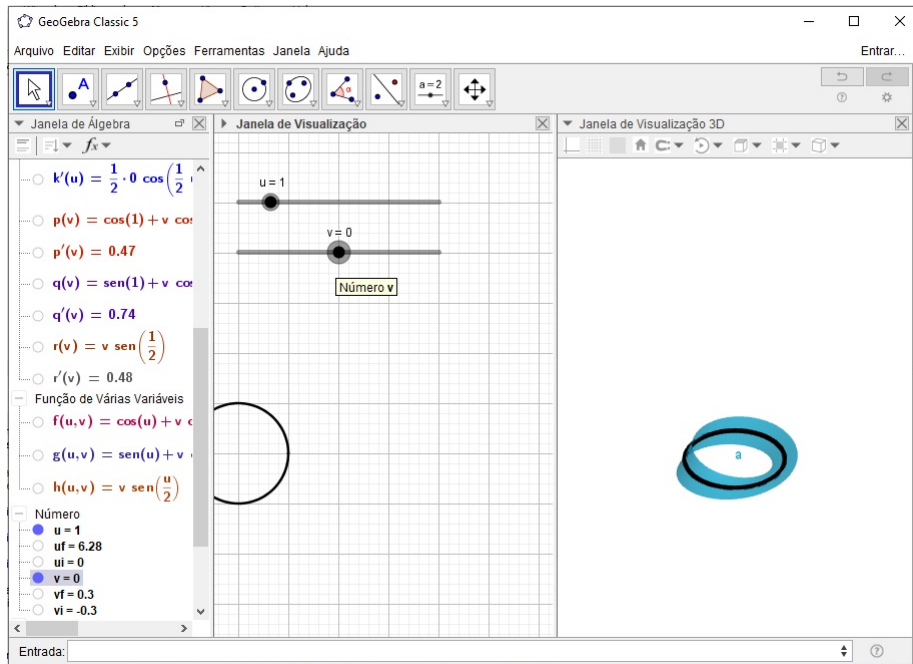 GeoGebra Classic 5
Arquivo Editar Exibir Opções Ferramentas Janela Ajuda
Entrar...
A
α
a=2
Janela de Álgebra
fx
k′(u) = 1/2 · 0 cos(1/2
p(v) = cos(1) + v cos
p′(v) = 0.47
q(v) = sen(1) + v cos
q′(v) = 0.74
r(v) = v sen(1/2)
r′(v) = 0.48
Função de Várias Variáveis
f(u,v) = cos(u) + v c
g(u,v) = sen(u) + v
h(u,v) = v sen(u/2)
Número
u = 1
uf = 6.28
ui = 0
v = 0
vf = 0.3
vi = -0.3
Janela de Visualização
u = 1
v = 0
Número v
Janela de Visualização 3D
a
Entrada: